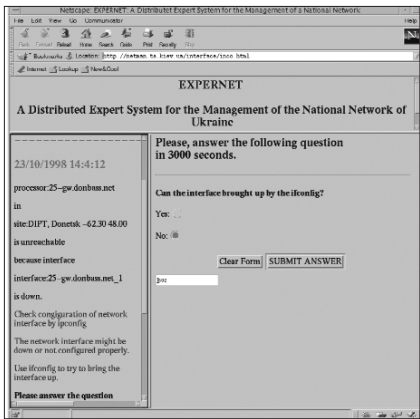 Netscape: EXPERNET: A Distributed Expert System for the Management of a National Network
File Edit View Go Communicator Help
Back Forward Reload Home Search Guide Print Security Stop
Bookmarks Location: http://netman.ts.kiev.ua/interface/inoc.html
Internet Lookup New&Cool
EXPERNET
A Distributed Expert System for the Management of the National Network of
Ukraine
23/10/1998 14:4:12
processor:25-gw.donbass.net
in
site:DIPT, Donetsk -62.30 48.00
is unreachable
because interface
interface:25-gw.donbass.net_1
is down.
Check congiguration of network
interface by ipconfig
The network interface might be
down or not configured properly.
Use ifconfig to try to bring the
interface up.
Please answer the question
Please, answer the following question
in 3000 seconds.
Can the interface brought up by the ifconfig?
Yes:
No:
Clear Form SUBMIT ANSWER